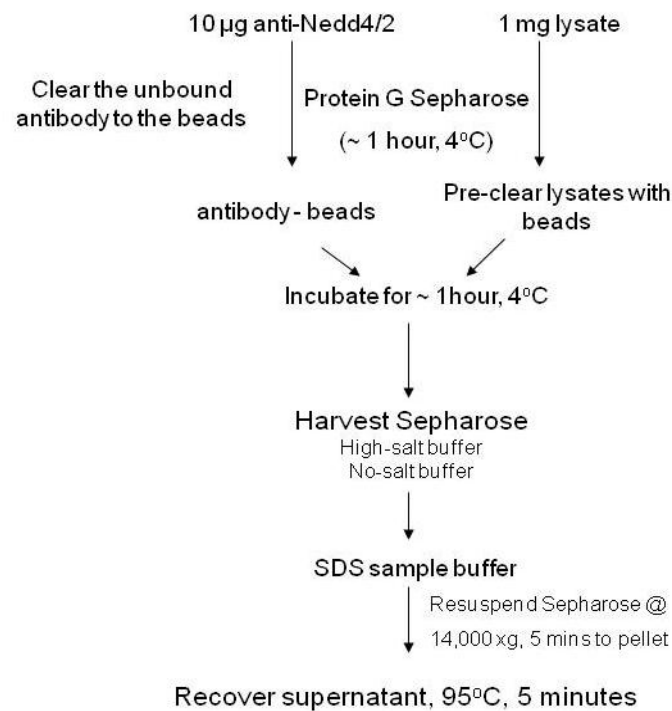 10 µg anti-Nedd4/2
1 mg lysate
Clear the unbound
antibody to the beads
Protein G Sepharose
(~ 1 hour, 4°C)
antibody - beads
Pre-clear lysates with
beads
Incubate for ~ 1hour, 4°C
Harvest Sepharose
High-salt buffer
No-salt buffer
SDS sample buffer
Resuspend Sepharose @
14,000 xg, 5 mins to pellet
Recover supernatant, 95°C, 5 minutes